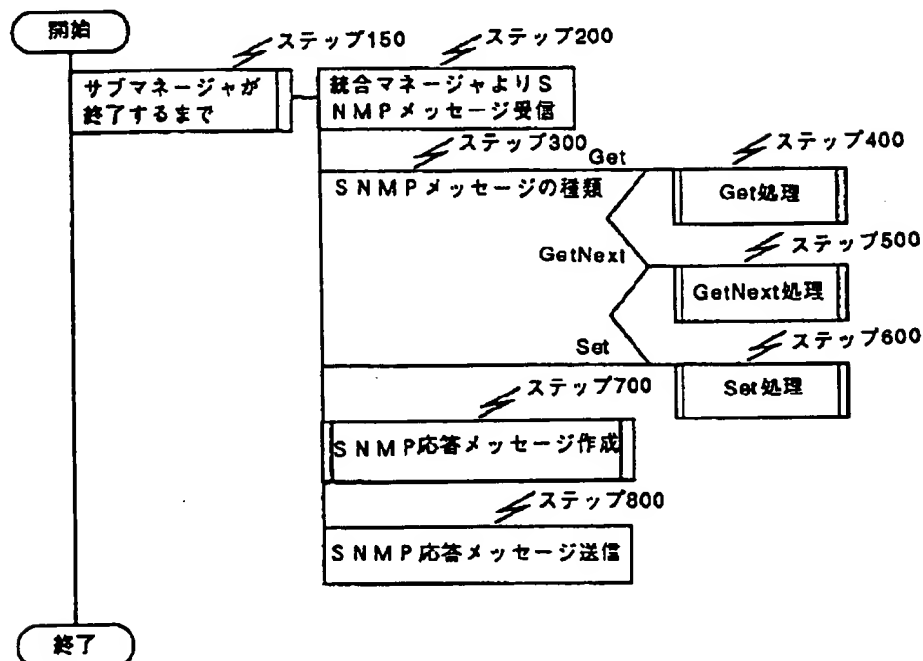 開始
ステップ150
ステップ200
サブマネージャが
終了するまで
統合マネージャよりS
NMPメッセージ受信
ステップ300
Get
ステップ400
SNMPメッセージの種類
Get処理
GetNext
ステップ500
GetNext処理
Set
ステップ600
Set処理
ステップ700
SNMP応答メッセージ作成
ステップ800
SNMP応答メッセージ送信
終了